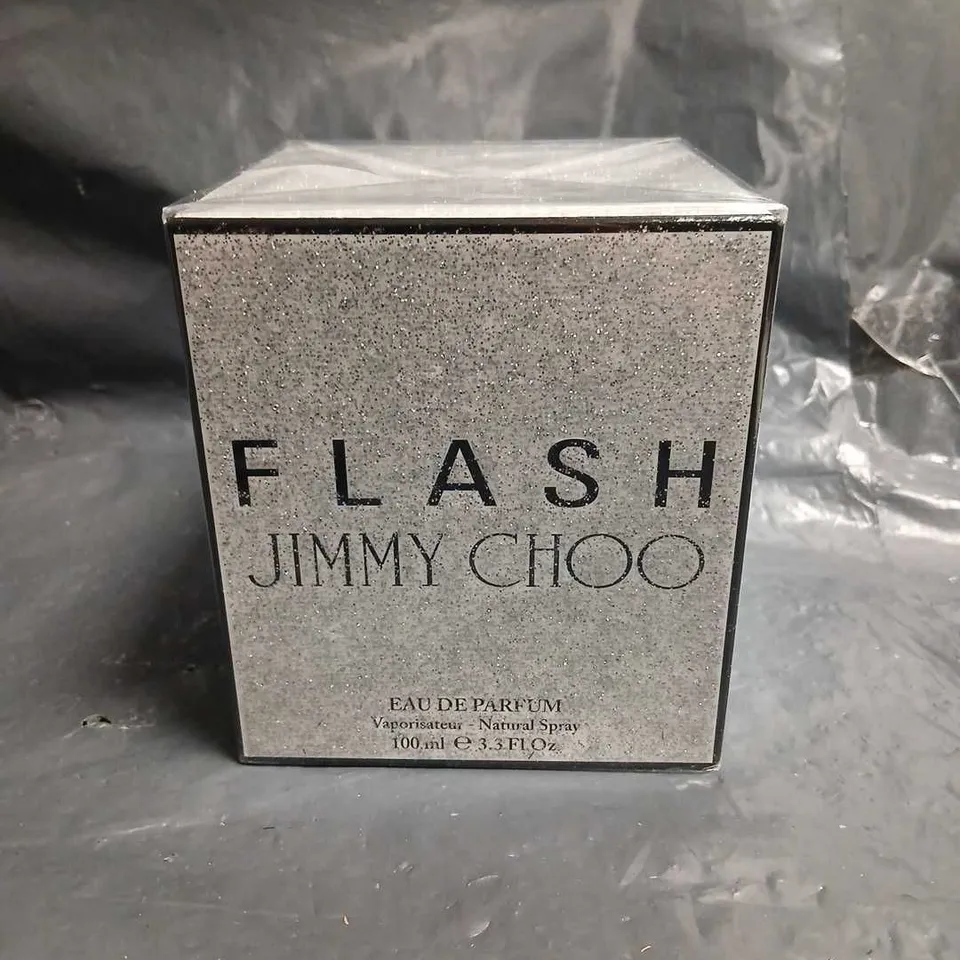 FLASH
JIMMY CHOO
EAU DE PARFUM
Vaporisateur - Natural Spray
100 ml ℮ 3.3 Fl.Oz.